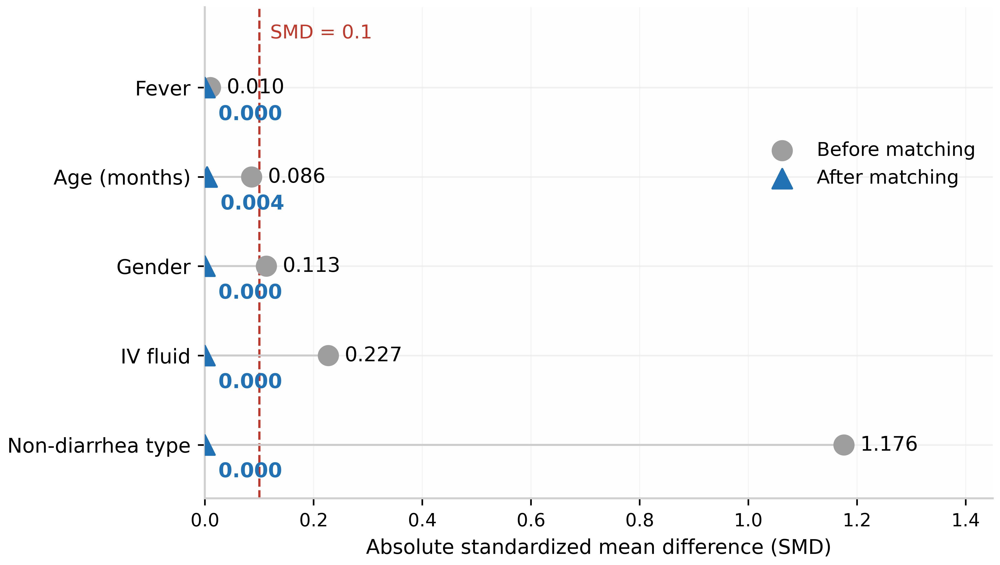 SMD = 0.1
Fever
0.010
0.000
Before matching
Age (months)
0.086
After matching
0.004
Gender
0.113
0.000
IV fluid
0.227
0.000
Non-diarrhea type
1.176
0.000
0.0 0.2 0.4 0.6 0.8 1.0 1.2 1.4
Absolute standardized mean difference (SMD)